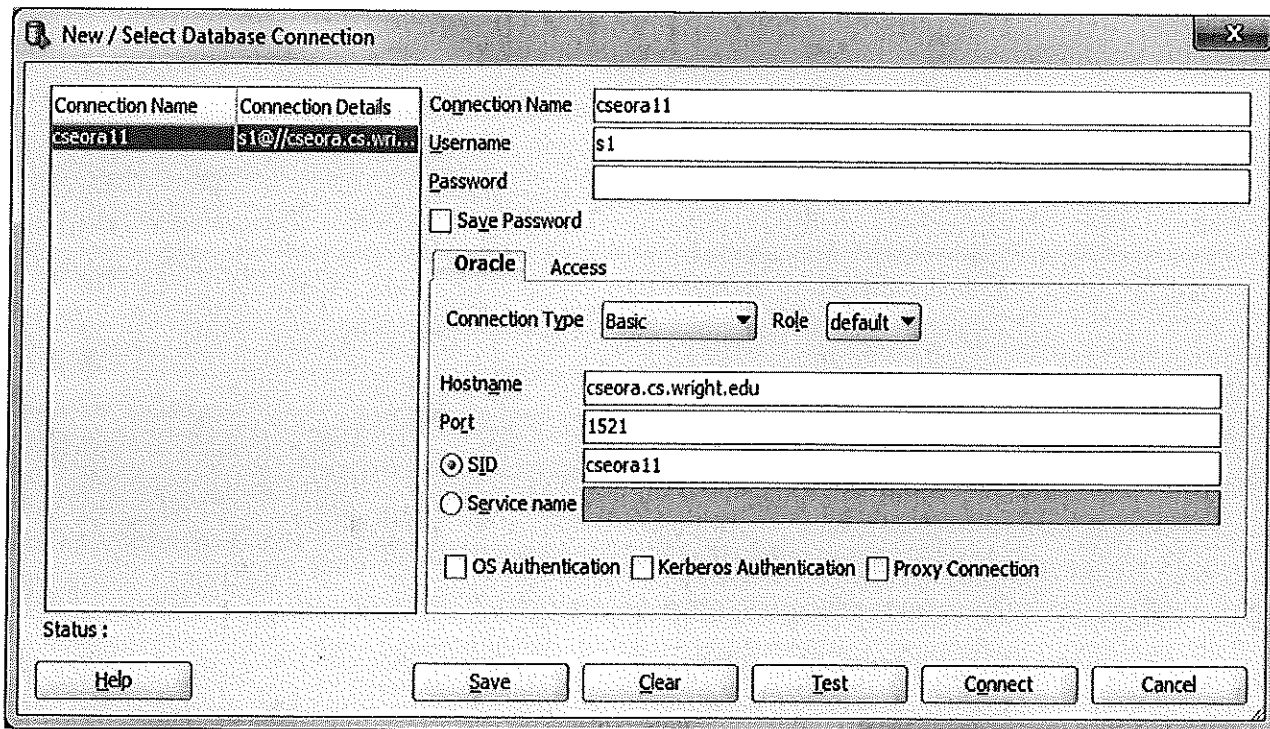 New / Select Database Connection
X
Connection Name Connection Details
cseora11 s1@//cseora.cs.wri...
Connection Name cseora11
Username s1
Password
Save Password
Oracle Access
Connection Type Basic Role default
Hostname cseora.cs.wright.edu
Port 1521
SID cseora11
Service name
OS Authentication Kerberos Authentication Proxy Connection
Status :
Help Save Clear Test Connect Cancel